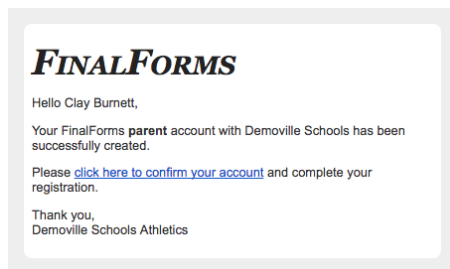 FINALFORMS
Hello Clay Burnett,
Your FinalForms parent account with Demoville Schools has been
successfully created.
Please click here to confirm your account and complete your
registration.
Thank you,
Demoville Schools Athletics